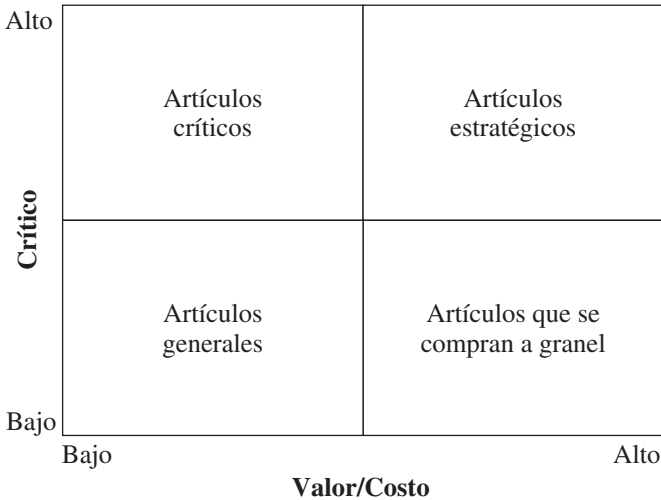 Alto
Artículos
críticos
Artículos
estratégicos
Crítico
Artículos
generales
Artículos que se
compran a granel
Bajo
Bajo
Alto
Valor/Costo